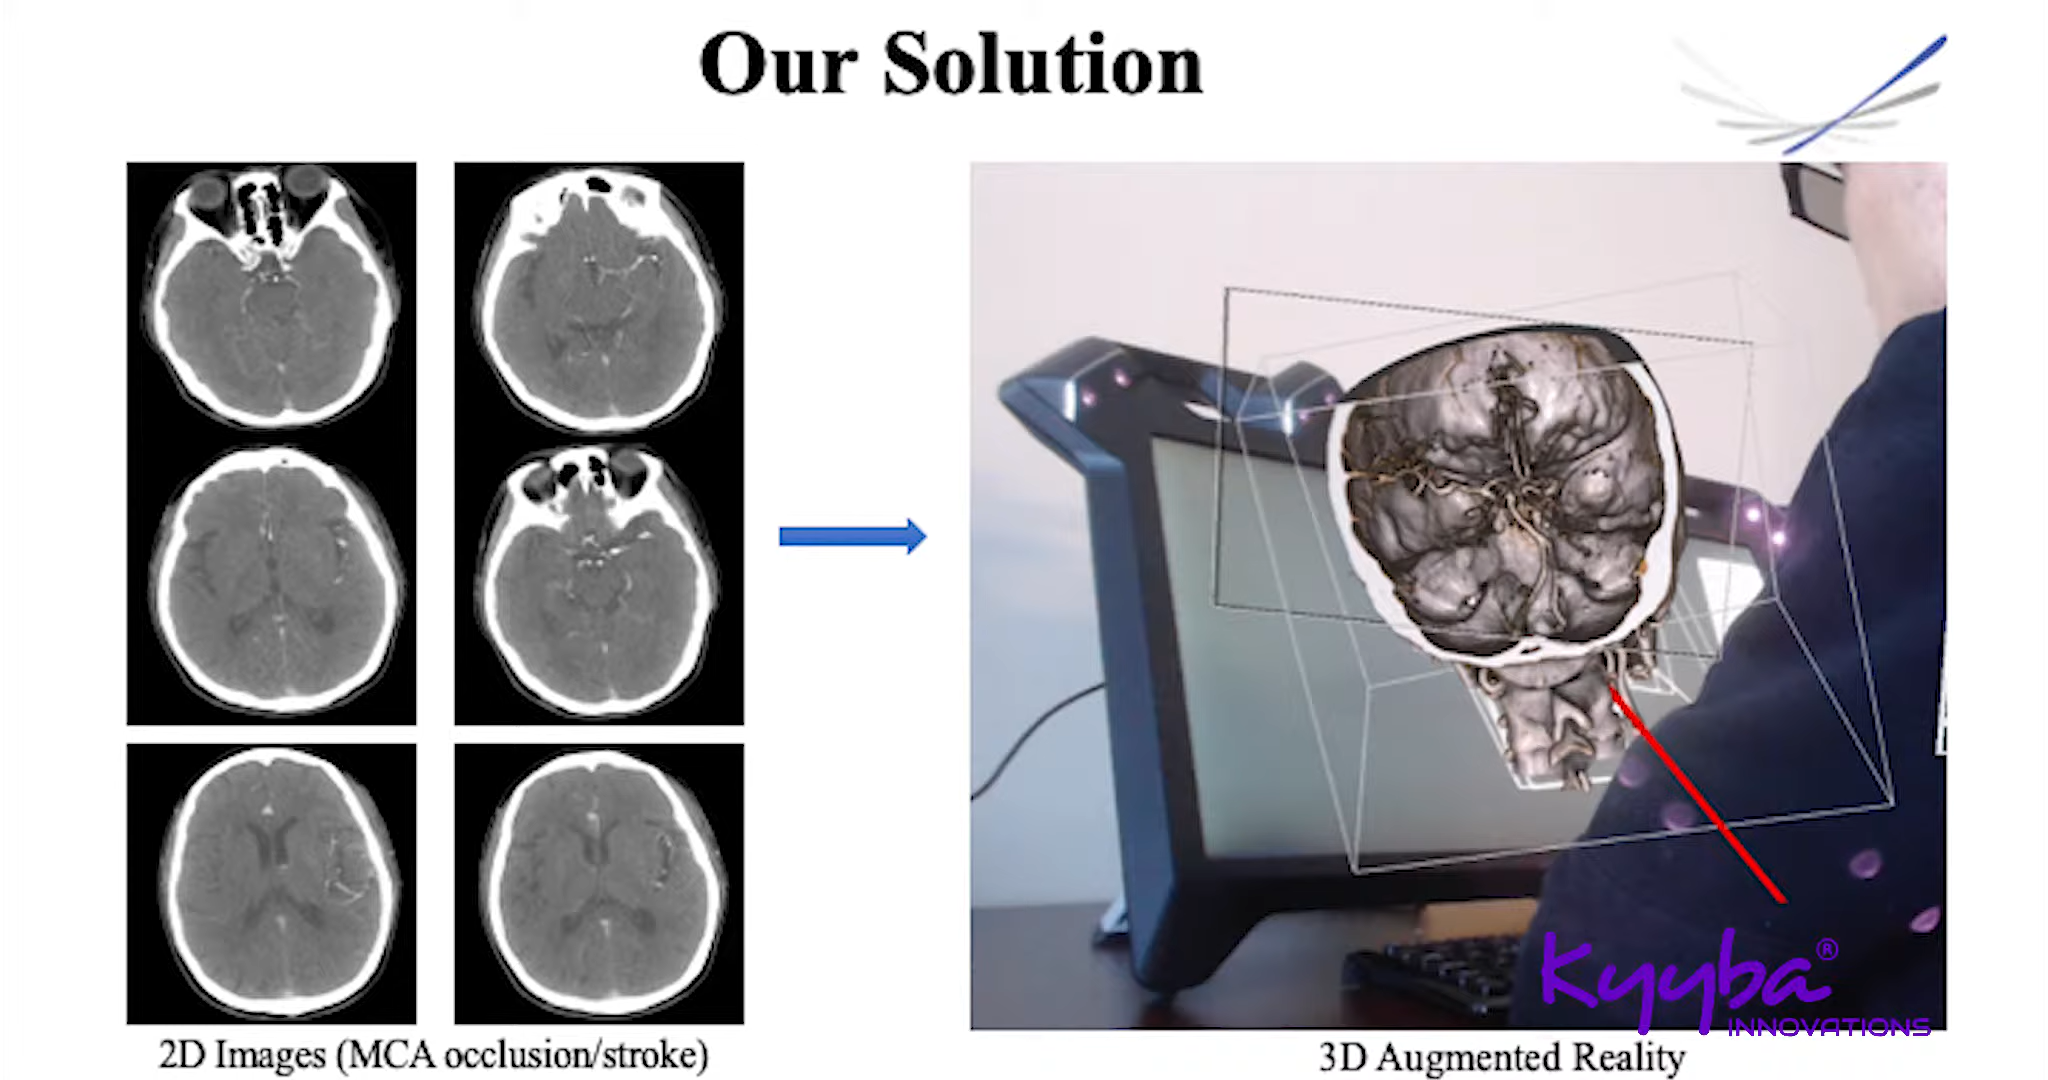 Our Solution
2D Images (MCA occlusion/stroke)
3D Augmented Reality
Kyyba®
INNOVATIONS